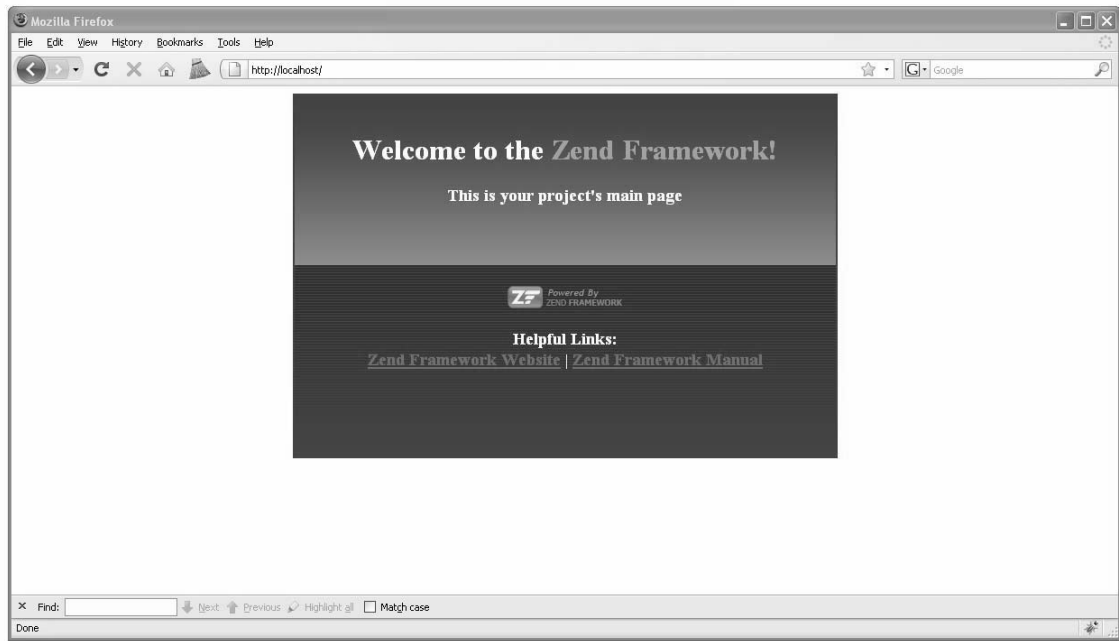 Mozilla Firefox
File Edit View History Bookmarks Tools Help
http://localhost/
G Google
Welcome to the Zend Framework!
This is your project's main page
ZF Powered By
ZEND FRAMEWORK
Helpful Links:
Zend Framework Website | Zend Framework Manual
× Find: Next Previous Highlight all Match case
Done